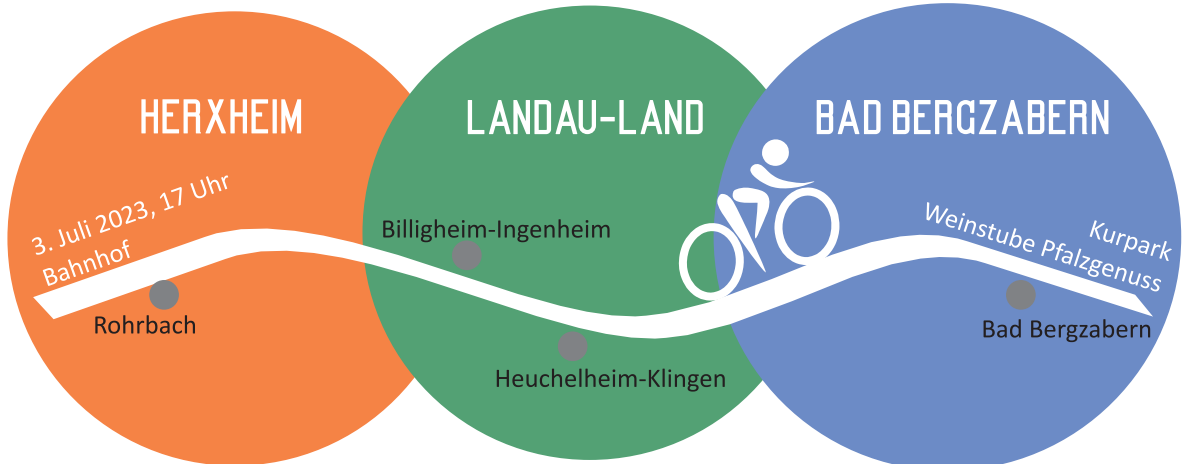 HERXHEIM
LANDAU-LAND
BAD BERGZABERN
3. Juli 2023, 17 Uhr
Bahnhof
Rohrbach
Billigheim-Ingenheim
Heuchelheim-Klingen
Kurpark
Weinstube Pfalzgenuss
Bad Bergzabern